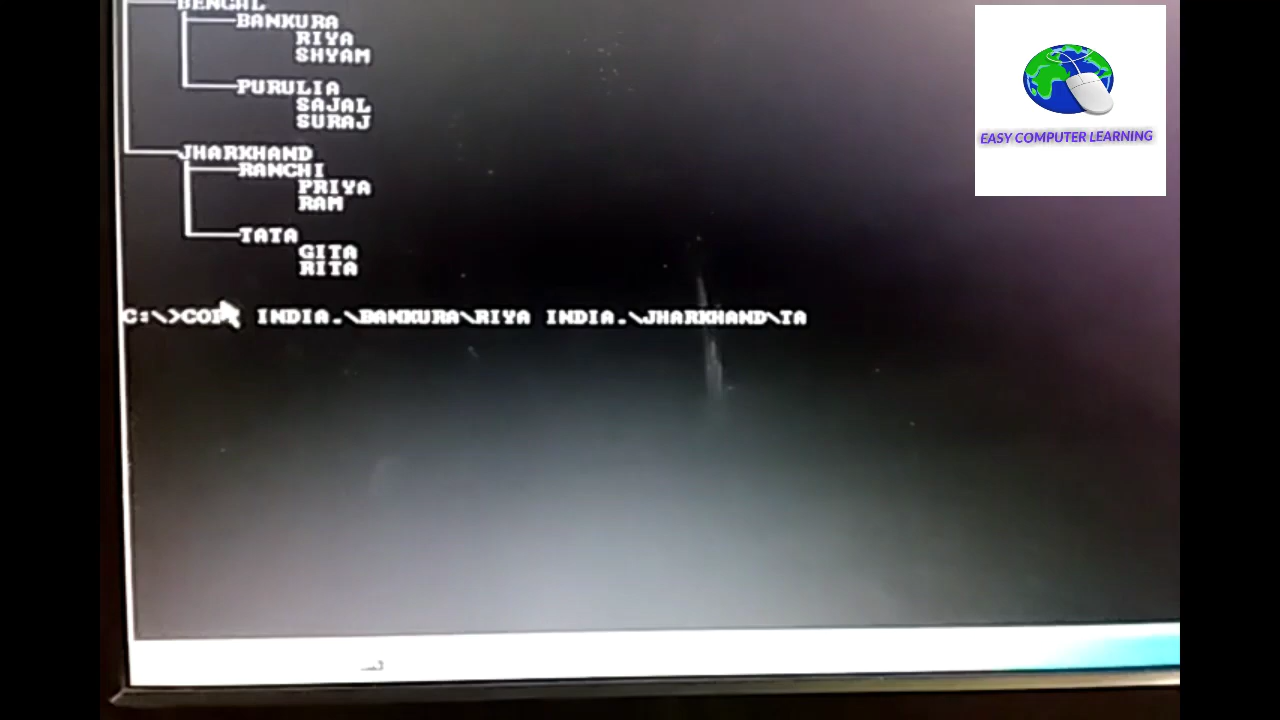 BENGAL
BANKURA
RIYA
SHYAM
PURULIA
SAJAL
SURAJ
JHARKHAND
RANCHI
PRIYA
RAM
TATA
GITA
RITA
C:\>COPY INDIA.\BANKURA\RIYA INDIA.\JHARKHAND\TA
EASY COMPUTER LEARNING